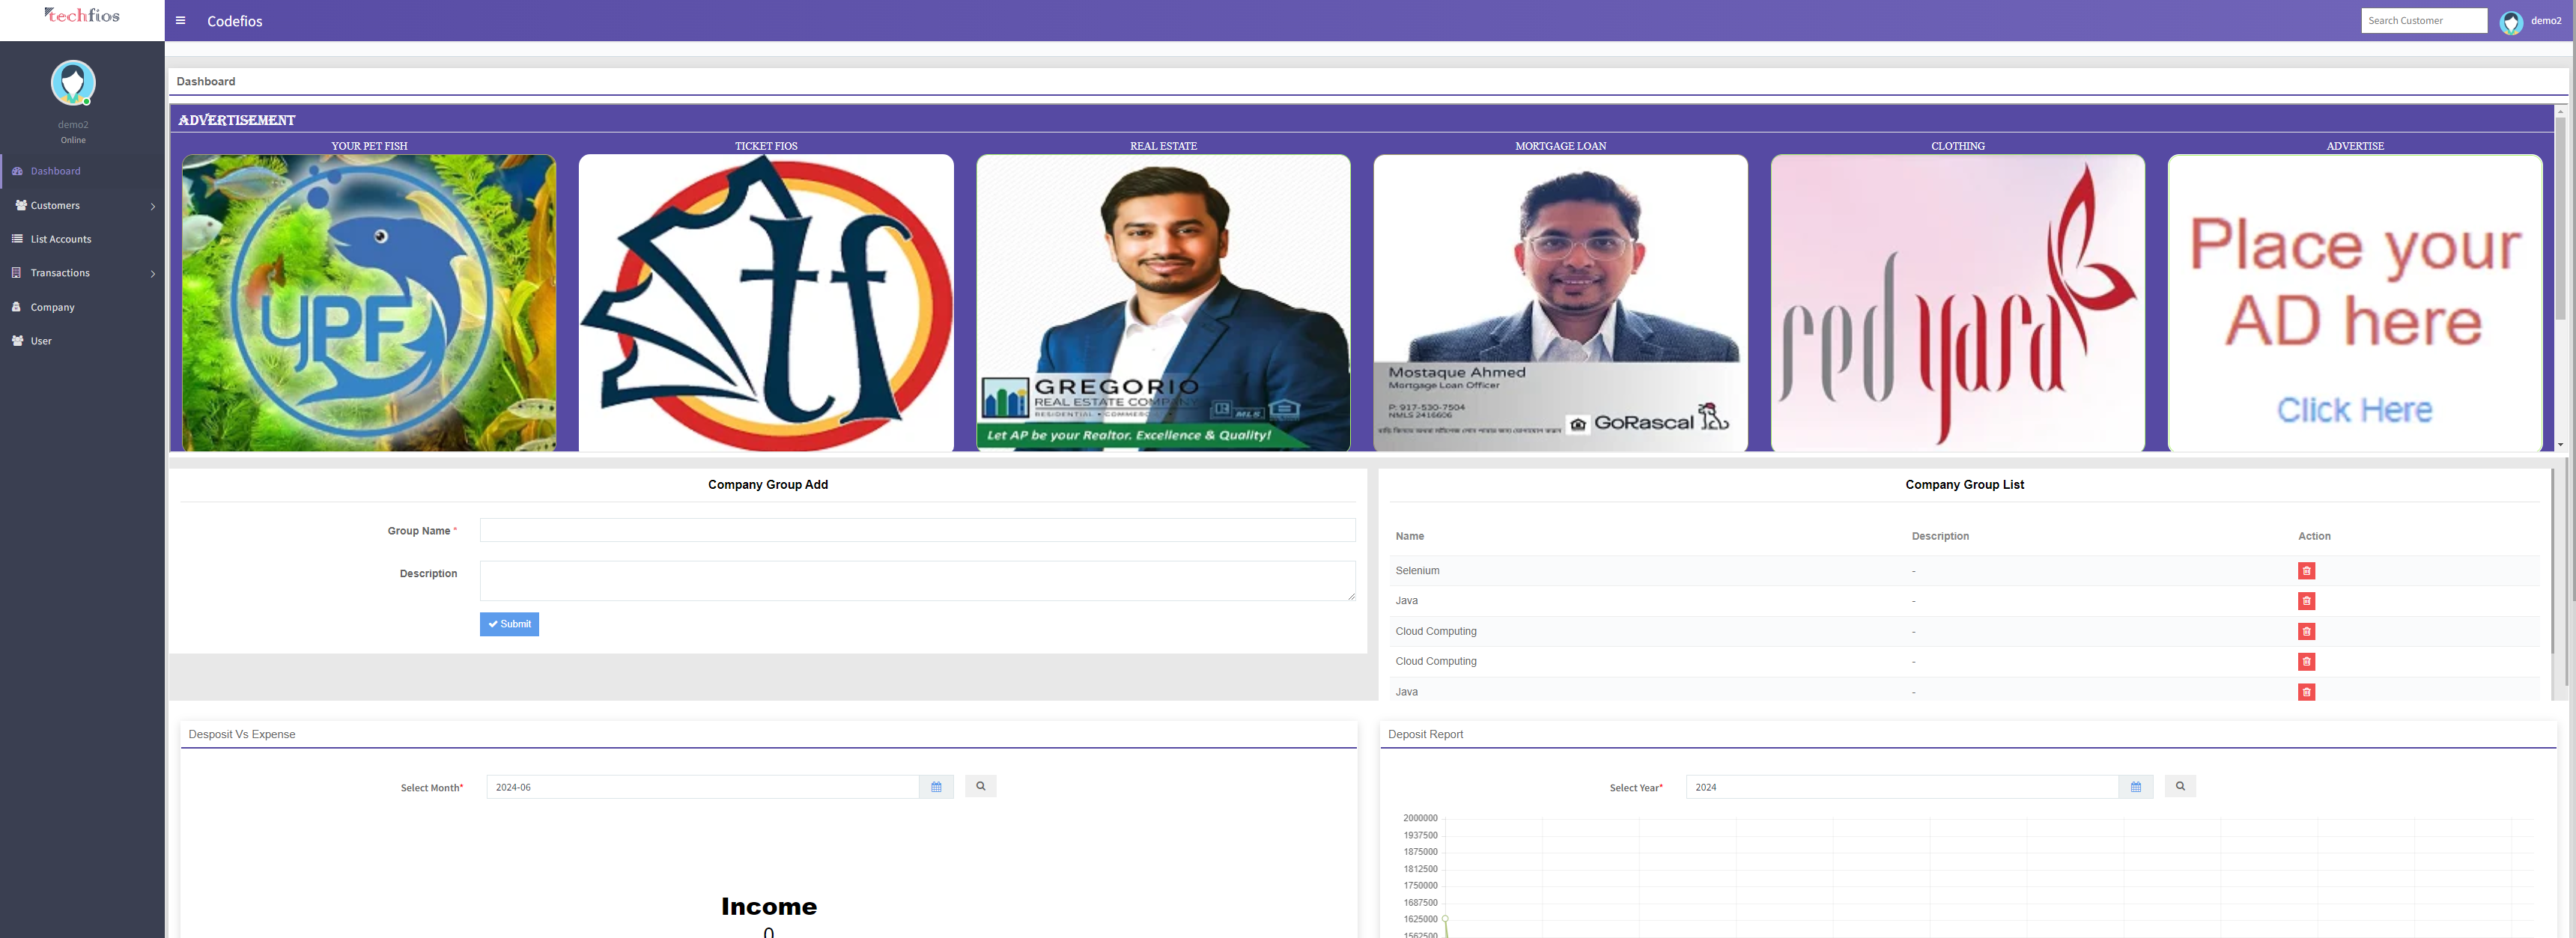 techfios
Codefios
Search Customer
demo2
demo2
Online
Dashboard
Customers
List Accounts
Transactions
Company
User
Dashboard
ADVERTISEMENT
YOUR PET FISH
TICKET FIOS
REAL ESTATE
MORTGAGE LOAN
CLOTHING
ADVERTISE
YPF
tf
GREGORIO
REAL ESTATE COMPANY
RESIDENTIAL • COMMERCIAL
R MLS
Let AP be your Realtor. Excellence & Quality!
Mostaque Ahmed
Mortgage Loan Officer
P: 917-530-7504
NMLS 2416606
GoRascal
red yard
Place your
AD here
Click Here
Company Group Add
Group Name *
Description
Submit
Company Group List
Name Description Action
Selenium -
Java -
Cloud Computing -
Cloud Computing -
Java -
Desposit Vs Expense
Select Month* 2024-06
Income
0
Deposit Report
Select Year* 2024
2000000
1937500
1875000
1812500
1750000
1687500
1625000
1562500